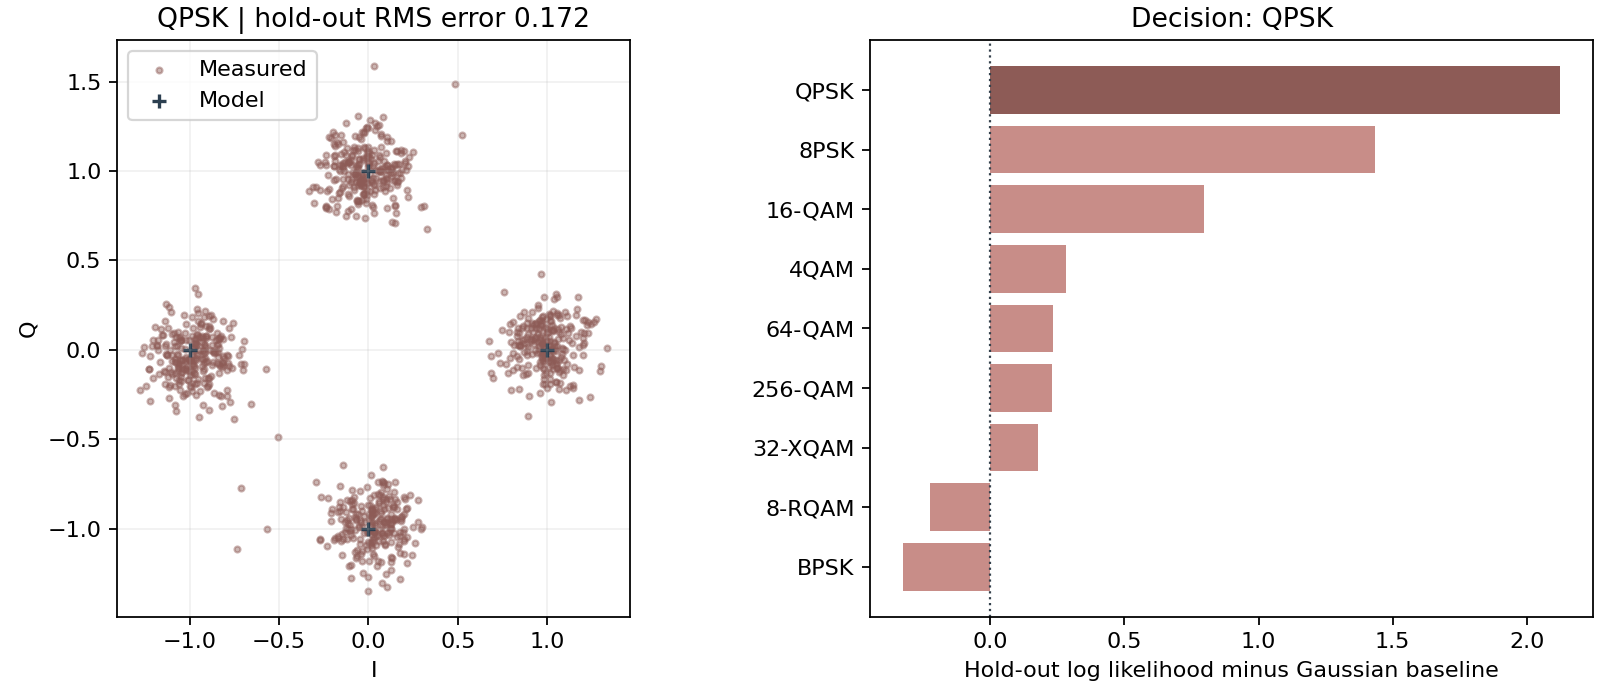 QPSK | hold-out RMS error 0.172
Measured
Model
1.5
1.0
0.5
0.0
−0.5
−1.0
Q
−1.0
−0.5
0.0
0.5
1.0
I
Decision: QPSK
QPSK
8PSK
16-QAM
4QAM
64-QAM
256-QAM
32-XQAM
8-RQAM
BPSK
0.0
0.5
1.0
1.5
2.0
Hold-out log likelihood minus Gaussian baseline